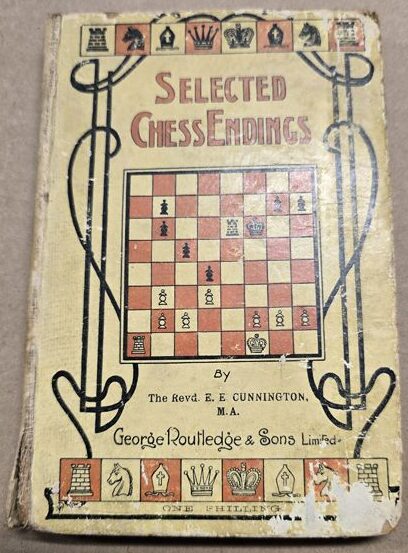 SELECTED
CHESS ENDINGS
BY
The Revd. E. E CUNNINGTON,
M.A.
George Routledge & Sons Limited
ONE SHILLING